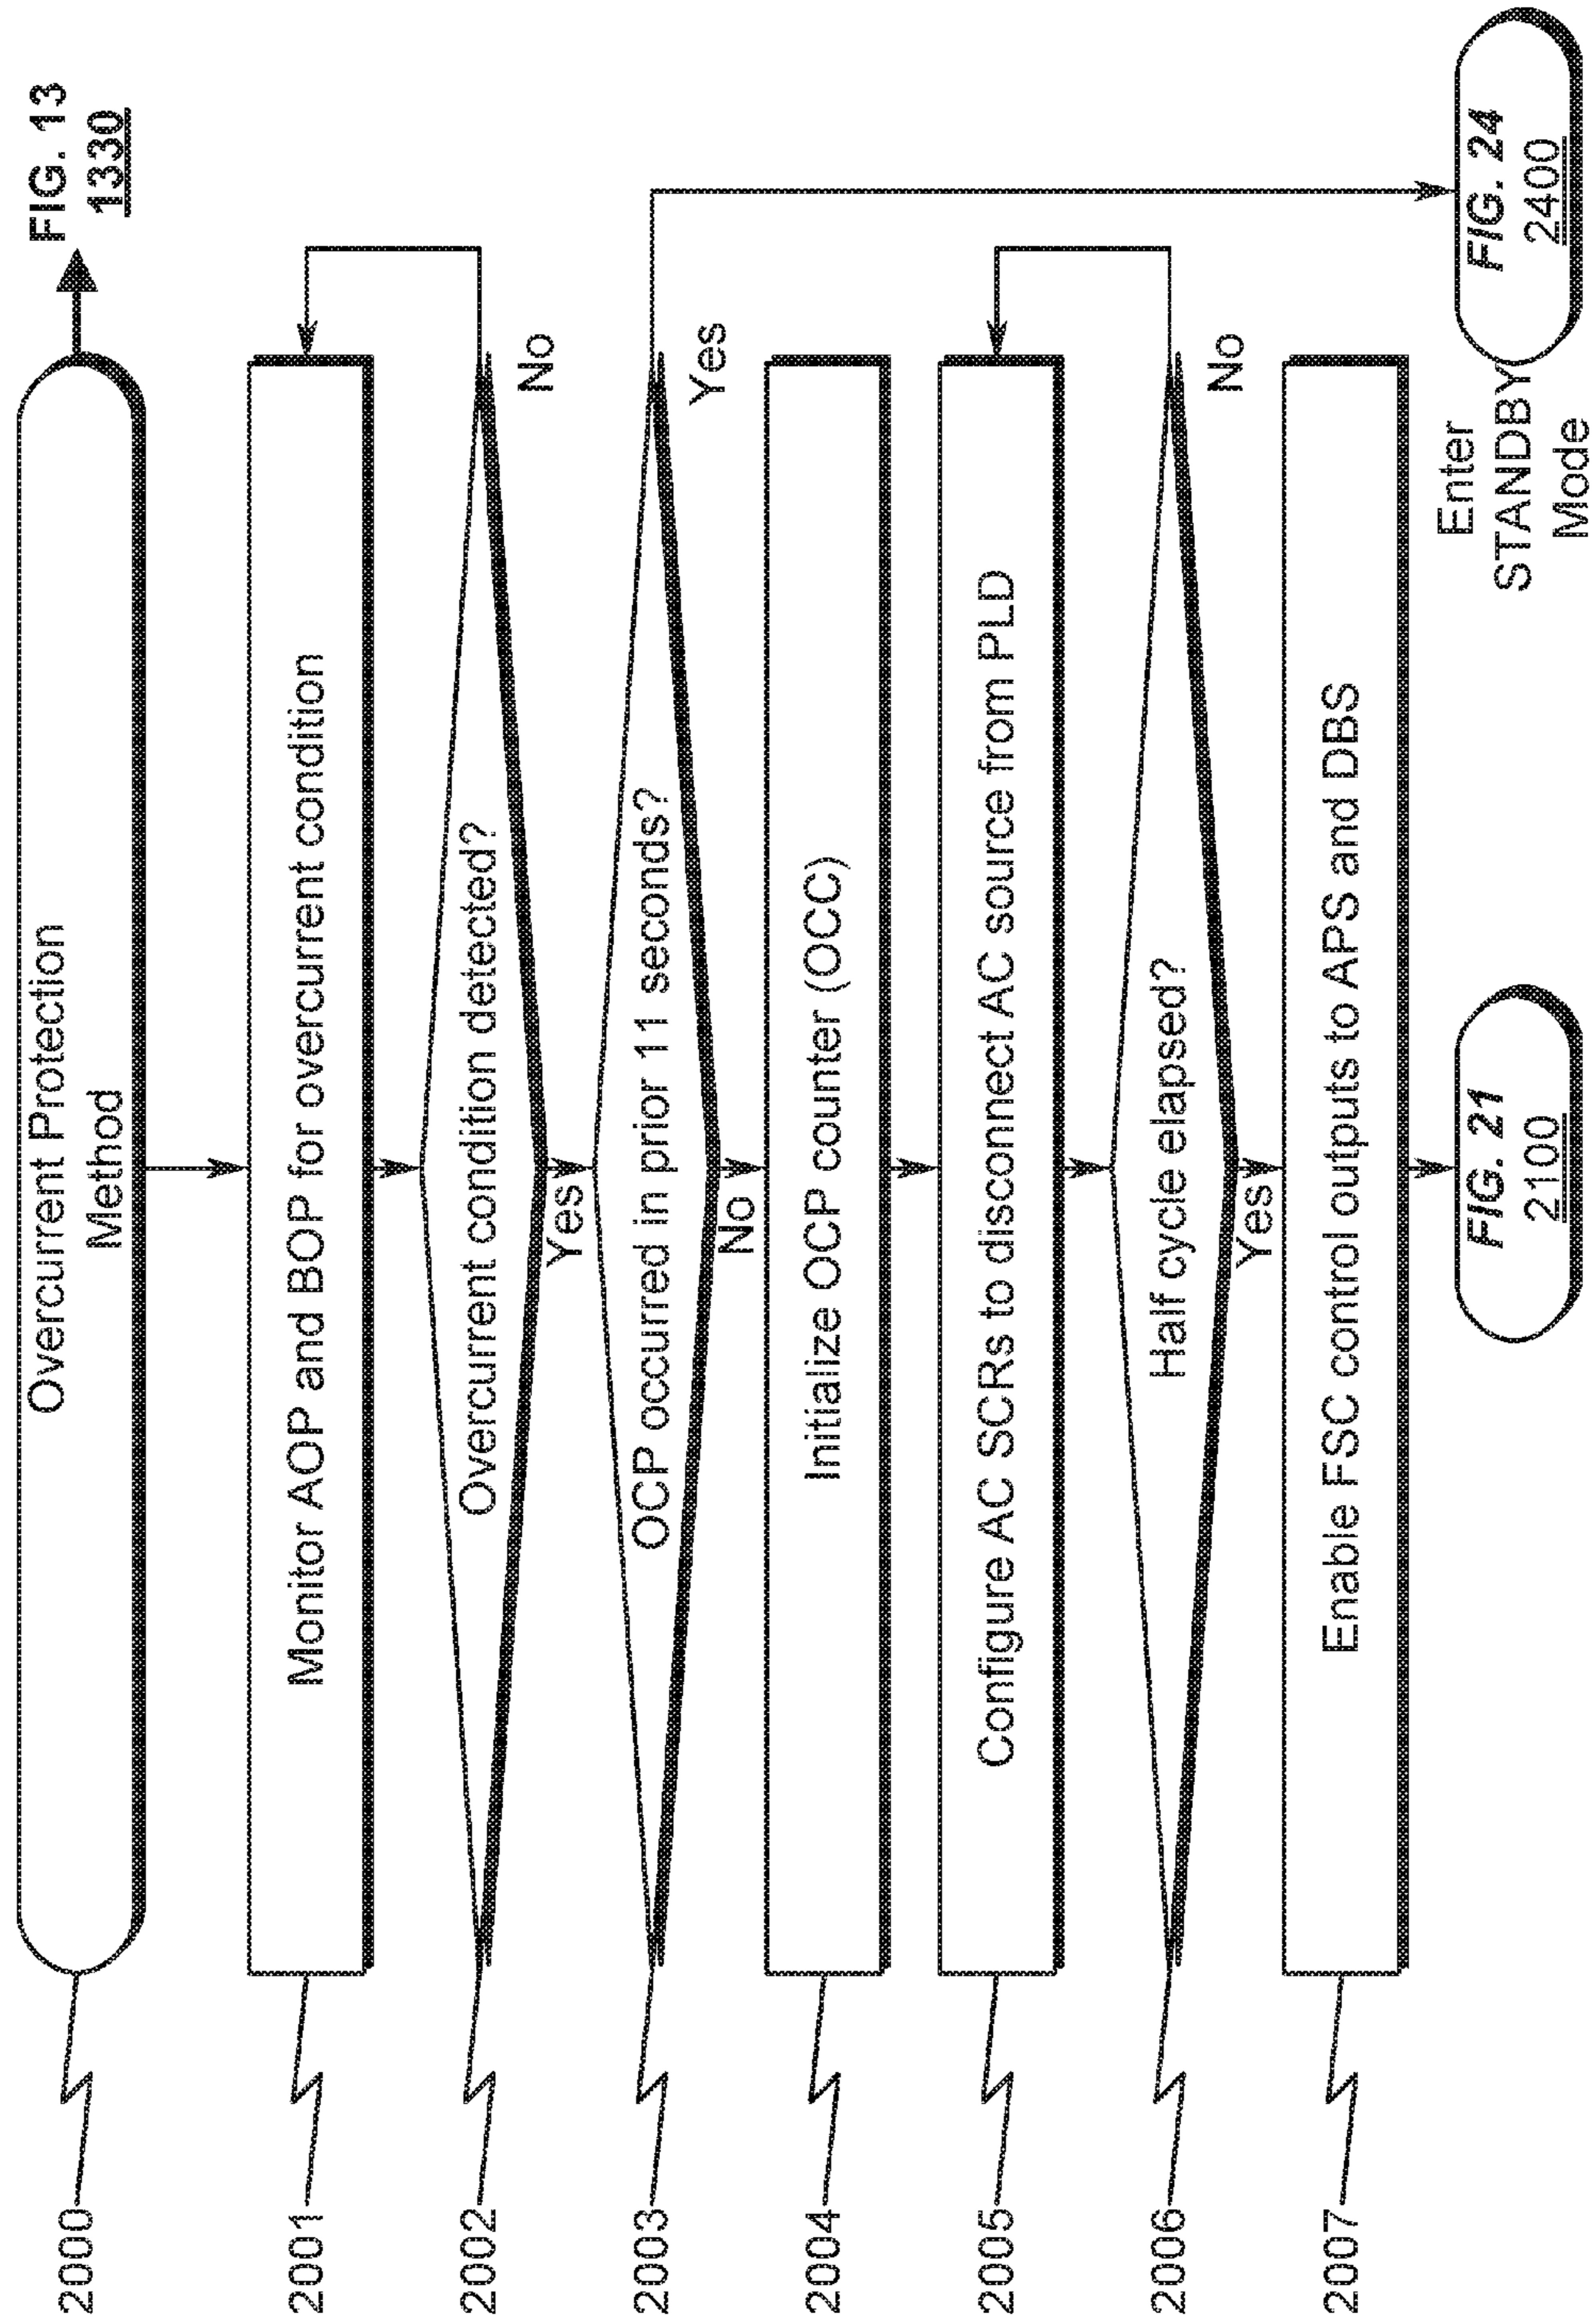 2000
Overcurrent Protection
Method
FIG. 13
1330
2001
Monitor AOP and BOP for overcurrent condition
2002
Overcurrent condition detected?
No
Yes
2003
OCP occurred in prior 11 seconds?
Yes
No
2004
Initialize OCP counter (OCC)
2005
Configure AC SCRs to disconnect AC source from PLD
2006
Half cycle elapsed?
No
Yes
2007
Enable FSC control outputs to APS and DBS
FIG. 21
2100
Enter
STANDBY
Mode
FIG. 24
2400